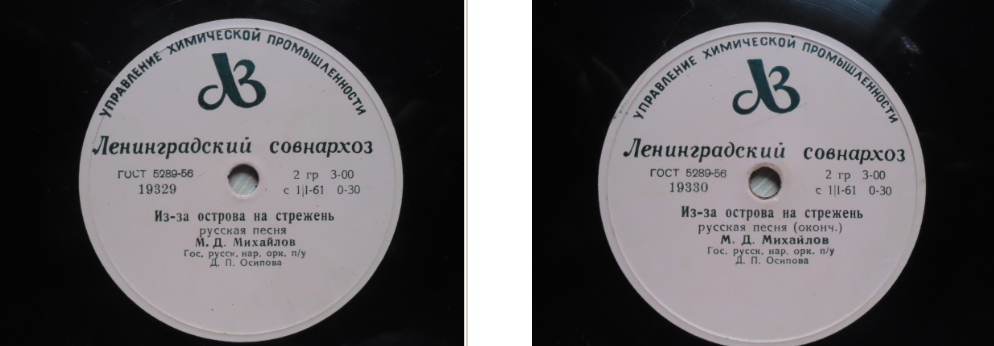 УПРАВЛЕНИЕ ХИМИЧЕСКОЙ ПРОМЫШЛЕННОСТИ
ЛЗ
Ленинградский совнархоз
ГОСТ 5289-56 2 гр 3-00
19329 с 1|I-61 0-30
Из-за острова на стрежень
русская песня
М. Д. Михайлов
Гос. русск. нар. орк. п/у
Д. П. Осипова
УПРАВЛЕНИЕ ХИМИЧЕСКОЙ ПРОМЫШЛЕННОСТИ
ЛЗ
Ленинградский совнархоз
ГОСТ 5289-56 2 гр 3-00
19330 с 1|I-61 0-30
Из-за острова на стрежень
русская песня (оконч.)
М. Д. Михайлов
Гос. русск. нар. орк. п/у
Д. П. Осипова